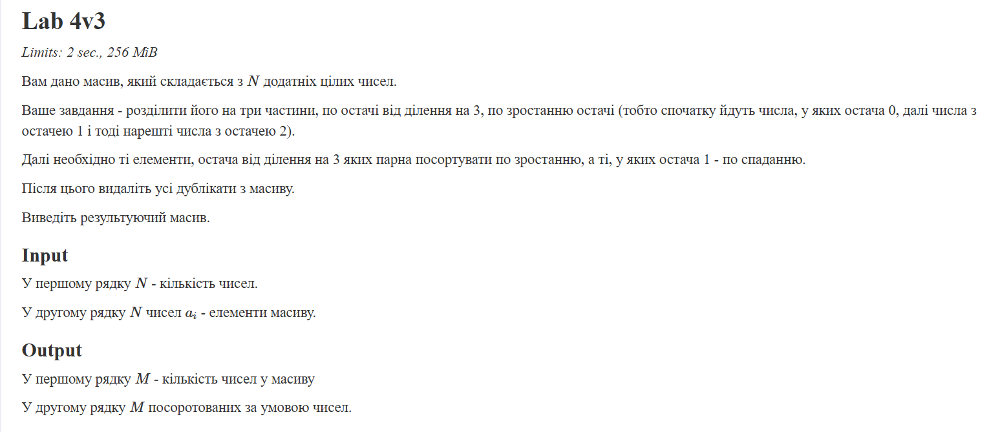 Lab 4v3
Limits: 2 sec., 256 MiB
Вам дано масив, який складається з N додатніх цілих чисел.
Ваше завдання - розділити його на три частини, по остачі від ділення на 3, по зростанню остачі (тобто спочатку йдуть числа, у яких остача 0, далі числа з
остачею 1 і тоді нарешті числа з остачею 2).
Далі необхідно ті елементи, остача від ділення на 3 яких парна посортувати по зростанню, а ті, у яких остача 1 - по спаданню.
Після цього видаліть усі дублікати з масиву.
Виведіть результуючий масив.
Input
У першому рядку N - кількість чисел.
У другому рядку N чисел aᵢ - елементи масиву.
Output
У першому рядку M - кількість чисел у масиву
У другому рядку M посоротованих за умовою чисел.